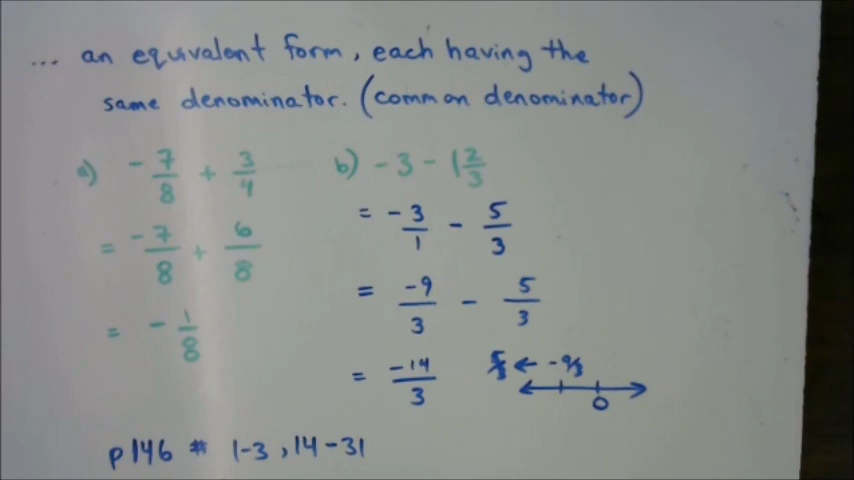 ... an equivalent form, each having the
same denominator. (common denominator)
a) -7/8 + 3/4
= -7/8 + 6/8
= -1/8
b) -3 - 1 2/3
= -3/1 - 5/3
= -9/3 - 5/3
= -14/3
5/3 ← -9/3
0
p146 # 1-3, 14-31